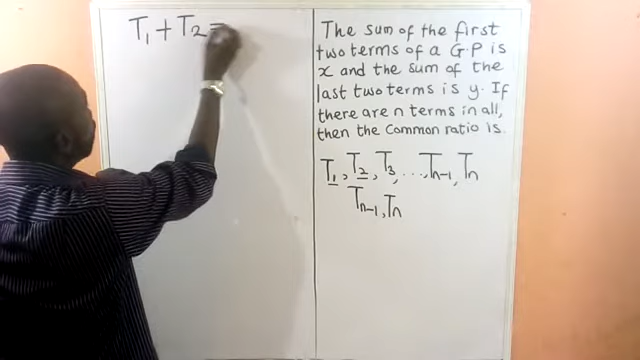 T₁ + T₂ =
The sum of the first
two terms of a G.P is
x and the sum of the
last two terms is y. If
there are n terms in all,
then the Common ratio is.
T₁, T₂, T₃, ..., Tₙ₋₁, Tₙ
Tₙ₋₁, Tₙ